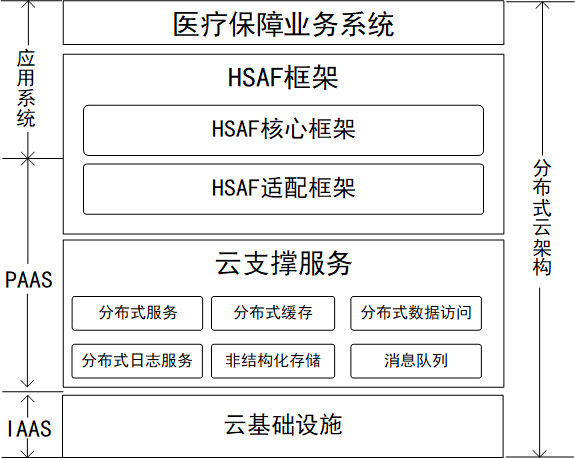 医疗保障业务系统
应用系统
HSAF框架
HSAF核心框架
HSAF适配框架
分布式云架构
PAAS
云支撑服务
分布式服务
分布式缓存
分布式数据访问
分布式日志服务
非结构化存储
消息队列
IAAS
云基础设施